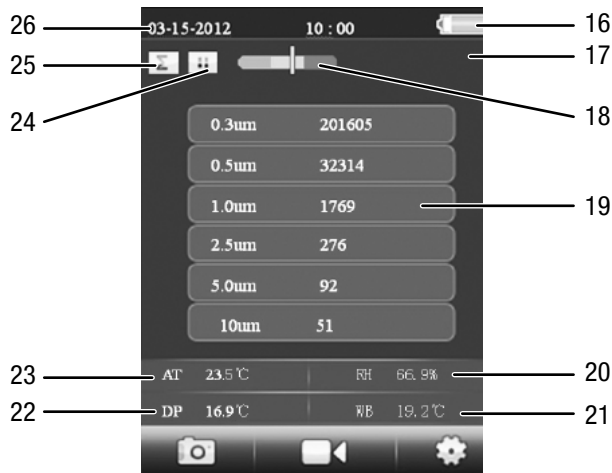 26 03-15-2012 10 : 00 16
25 Σ 17
24 18
0.3um 201605
0.5um 32314
1.0um 1769 19
2.5um 276
5.0um 92
10um 51
23 AT 23.5℃ RH 66.9% 20
22 DP 16.9℃ WB 19.2℃ 21